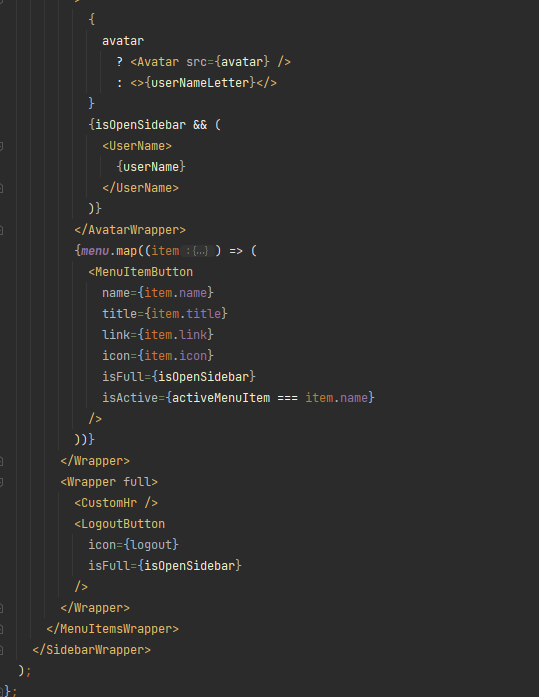 >
{
avatar
? <Avatar src={avatar} />
: <>{userNameLetter}</>
}
{isOpenSidebar && (
<UserName>
{userName}
</UserName>
)}
</AvatarWrapper>
{menu.map((item : {...} ) => (
<MenuItemButton
name={item.name}
title={item.title}
link={item.link}
icon={item.icon}
isFull={isOpenSidebar}
isActive={activeMenuItem === item.name}
/>
))}
</Wrapper>
<Wrapper full>
<CustomHr />
<LogoutButton
icon={logout}
isFull={isOpenSidebar}
/>
</Wrapper>
</MenuItemsWrapper>
</SidebarWrapper>
);
};